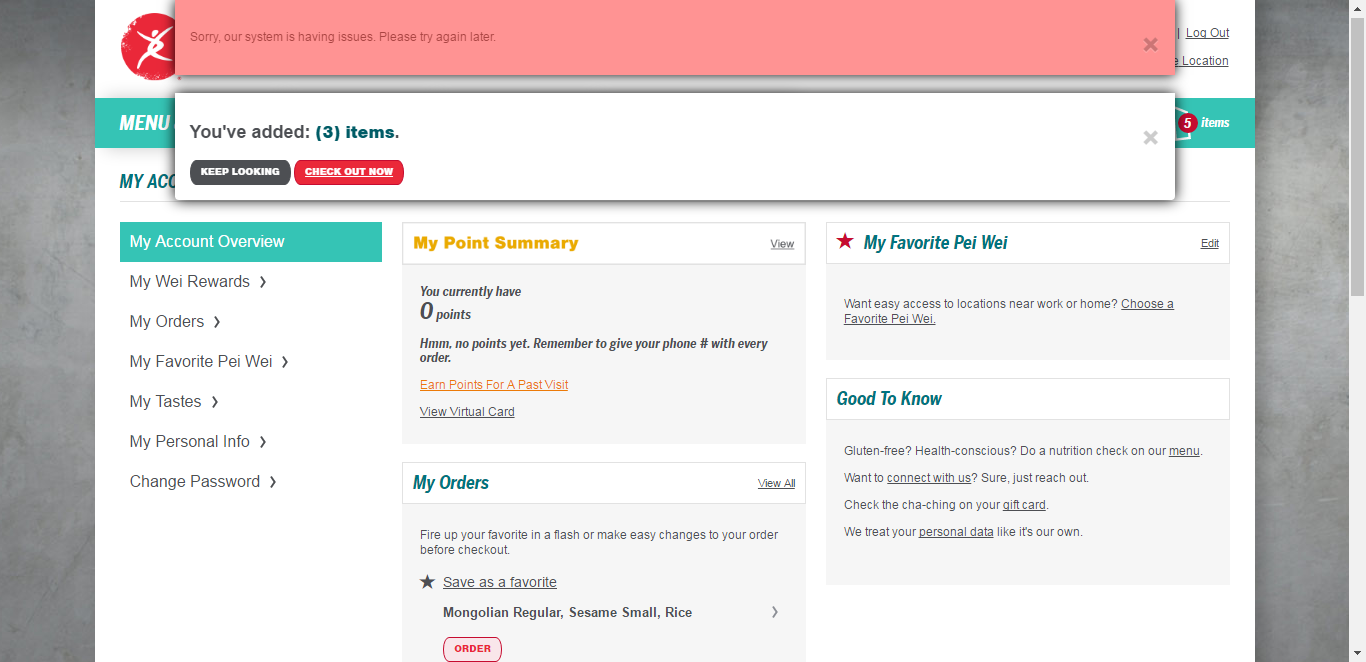 Sorry, our system is having issues. Please try again later.
| Log Out
Location
MENU
You've added: (3) items.
KEEP LOOKING
CHECK OUT NOW
5 items
MY ACC
My Account Overview
My Wei Rewards
My Orders
My Favorite Pei Wei
My Tastes
My Personal Info
Change Password
My Point Summary
View
You currently have
0 points
Hmm, no points yet. Remember to give your phone # with every
order.
Earn Points For A Past Visit
View Virtual Card
My Orders
View All
Fire up your favorite in a flash or make easy changes to your order
before checkout.
Save as a favorite
Mongolian Regular, Sesame Small, Rice
ORDER
My Favorite Pei Wei
Edit
Want easy access to locations near work or home? Choose a
Favorite Pei Wei.
Good To Know
Gluten-free? Health-conscious? Do a nutrition check on our menu.
Want to connect with us? Sure, just reach out.
Check the cha-ching on your gift card.
We treat your personal data like it's our own.